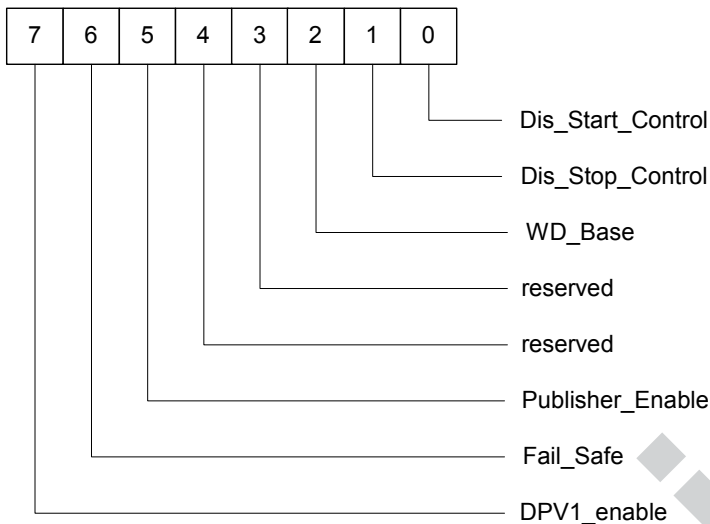 7 6 5 4 3 2 1 0
Dis_Start_Control
Dis_Stop_Control
WD_Base
reserved
reserved
Publisher_Enable
Fail_Safe
DPV1_enable